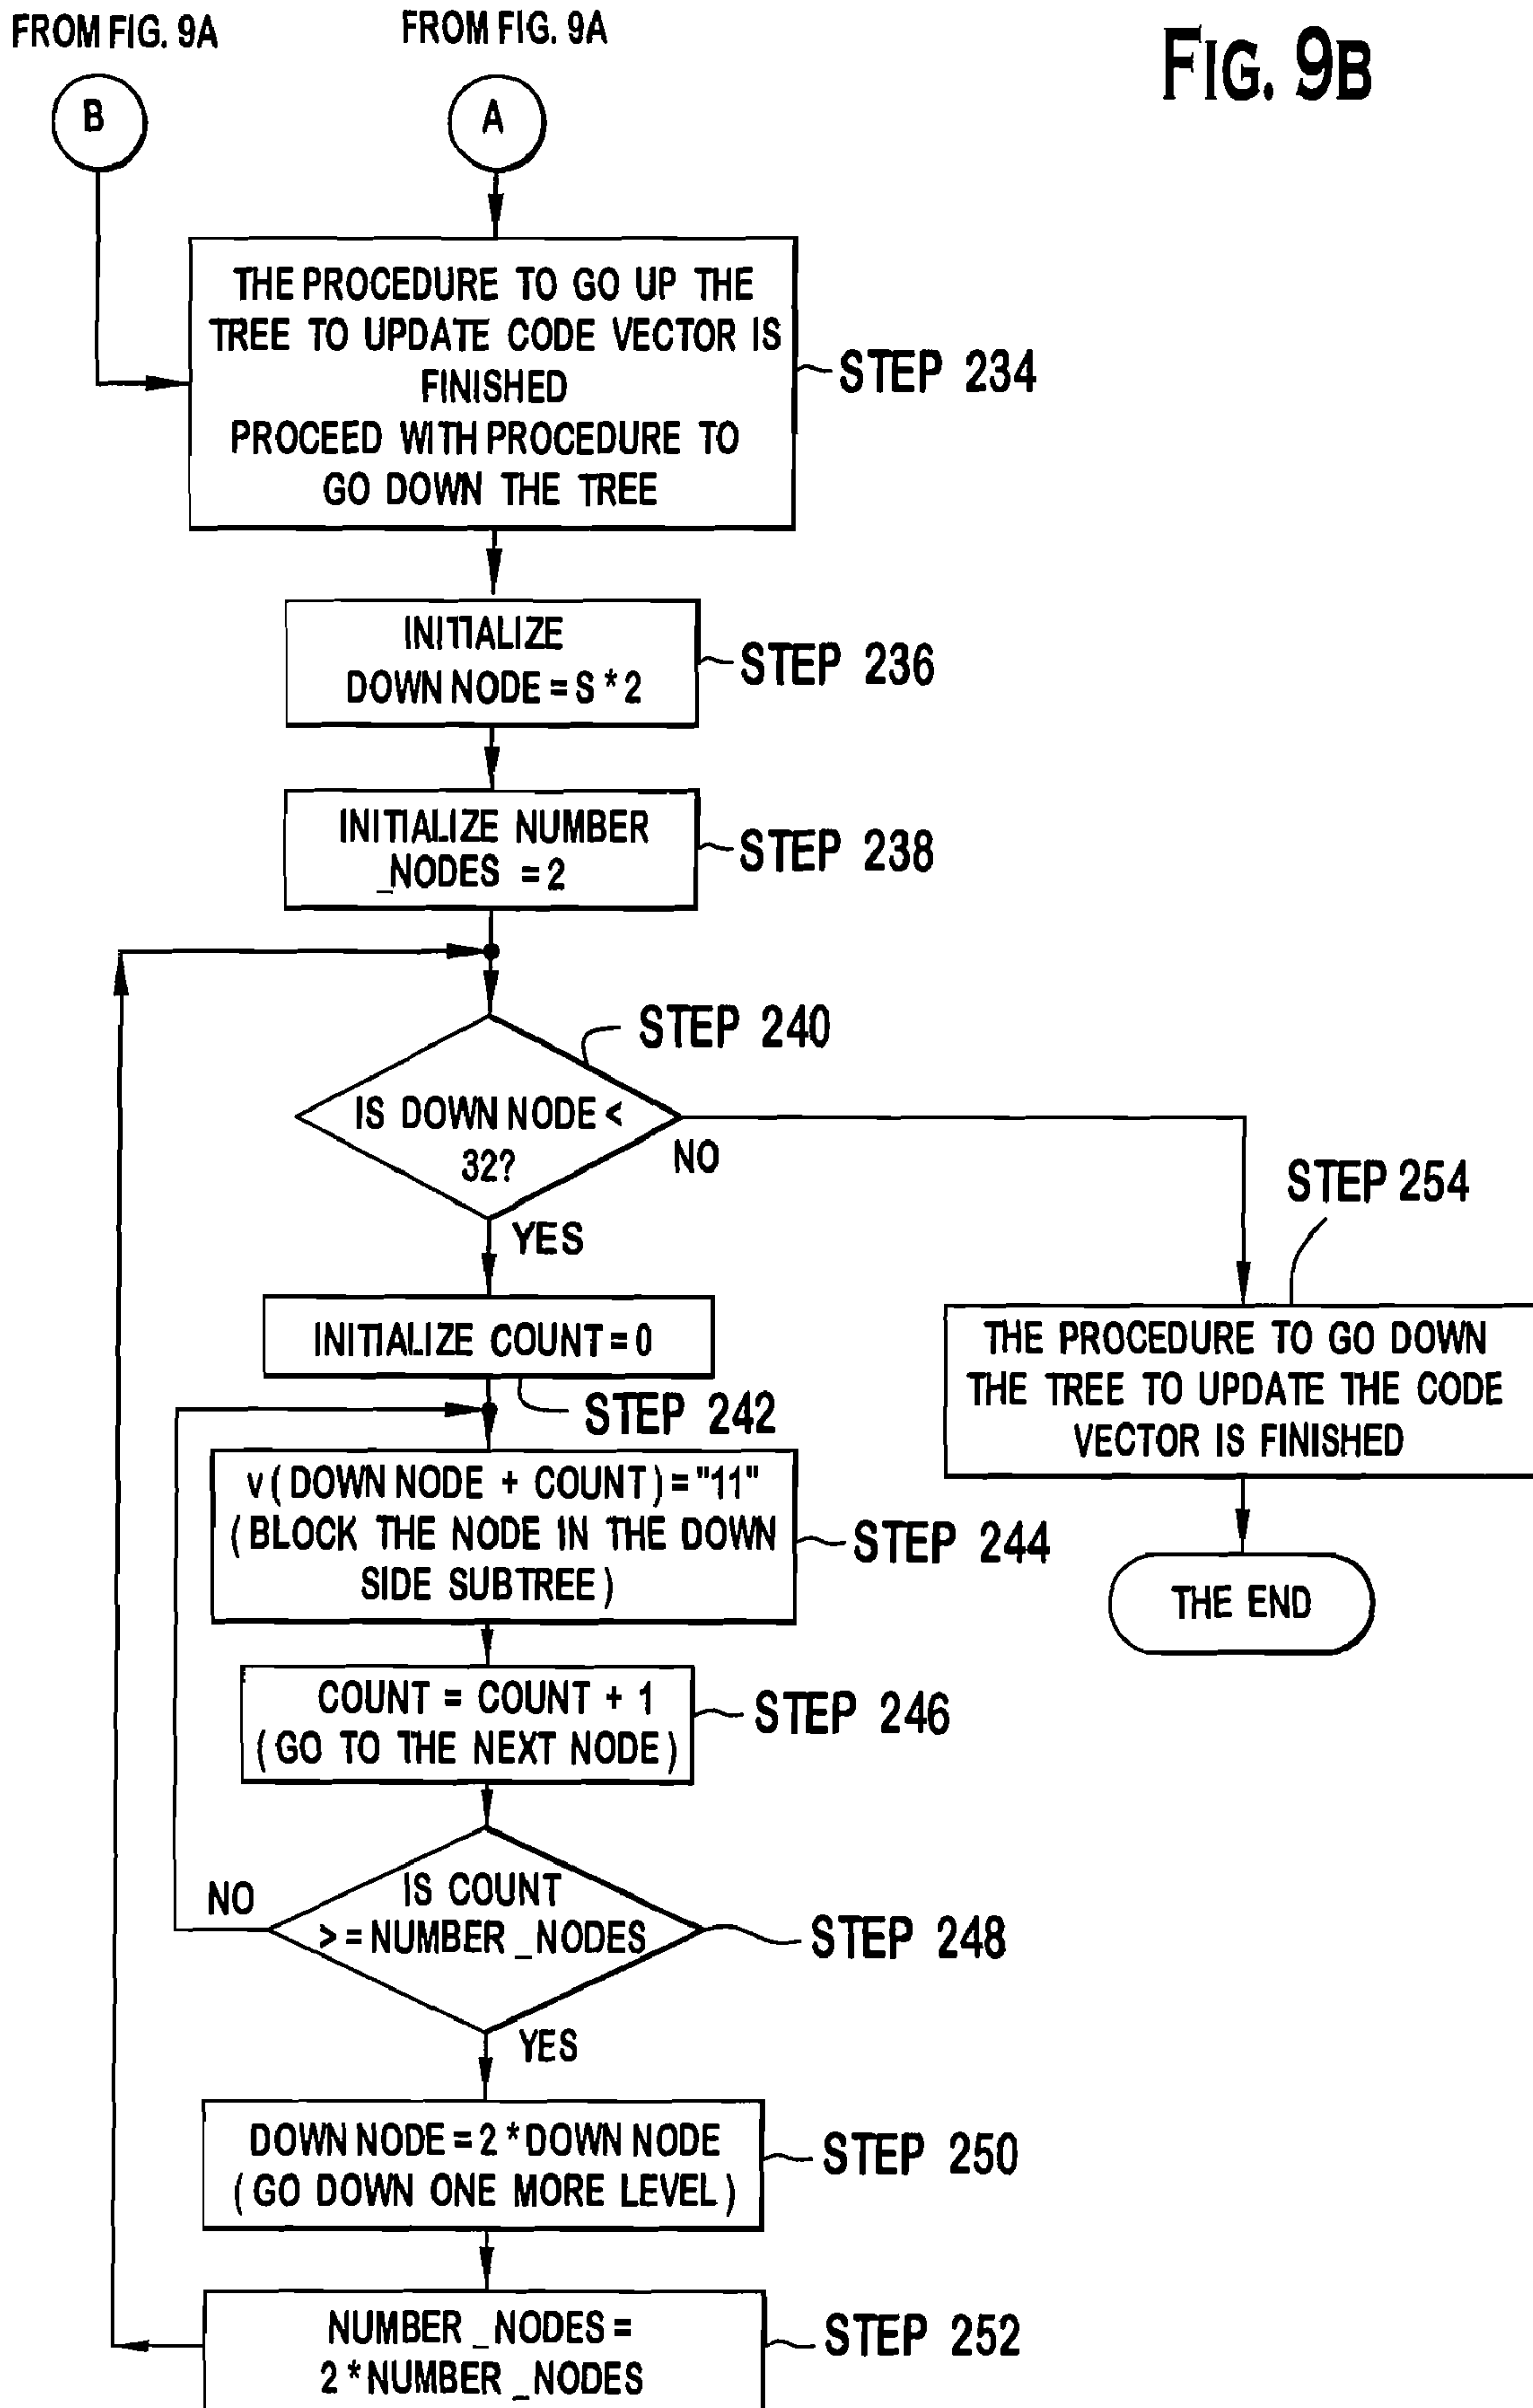 FROM FIG. 9A
FROM FIG. 9A
FIG. 9B
B
A
THE PROCEDURE TO GO UP THE
TREE TO UPDATE CODE VECTOR IS
FINISHED
PROCEED WITH PROCEDURE TO
GO DOWN THE TREE
STEP 234
INITIALIZE
DOWN NODE = S * 2
STEP 236
INITIALIZE NUMBER
_NODES = 2
STEP 238
STEP 240
IS DOWN NODE <
32?
NO
YES
STEP 254
INITIALIZE COUNT = 0
STEP 242
THE PROCEDURE TO GO DOWN
THE TREE TO UPDATE THE CODE
VECTOR IS FINISHED
v ( DOWN NODE + COUNT ) = "11"
( BLOCK THE NODE IN THE DOWN
SIDE SUBTREE )
STEP 244
THE END
COUNT = COUNT + 1
( GO TO THE NEXT NODE )
STEP 246
IS COUNT
> = NUMBER _NODES
NO
STEP 248
YES
DOWN NODE = 2 * DOWN NODE
( GO DOWN ONE MORE LEVEL )
STEP 250
NUMBER _NODES =
2 * NUMBER _NODES
STEP 252